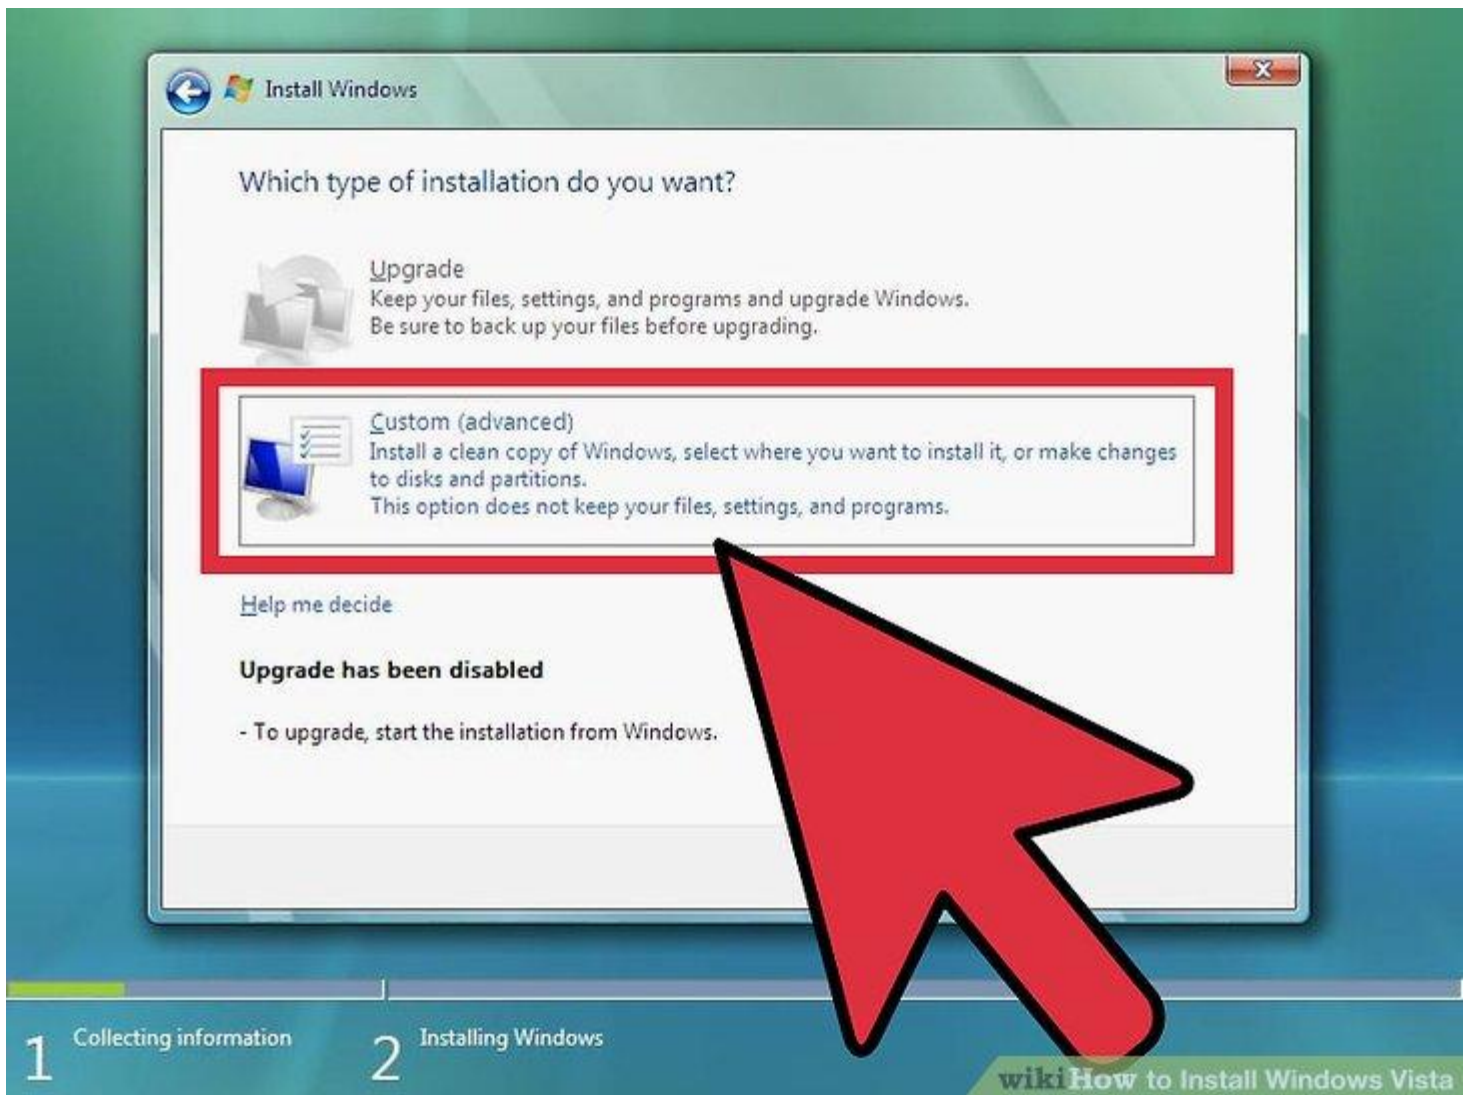 Install Windows
x
Which type of installation do you want?
Upgrade
Keep your files, settings, and programs and upgrade Windows.
Be sure to back up your files before upgrading.
Custom (advanced)
Install a clean copy of Windows, select where you want to install it, or make changes
to disks and partitions.
This option does not keep your files, settings, and programs.
Help me decide
Upgrade has been disabled
- To upgrade, start the installation from Windows.
1 Collecting information 2 Installing Windows
wikiHow to Install Windows Vista